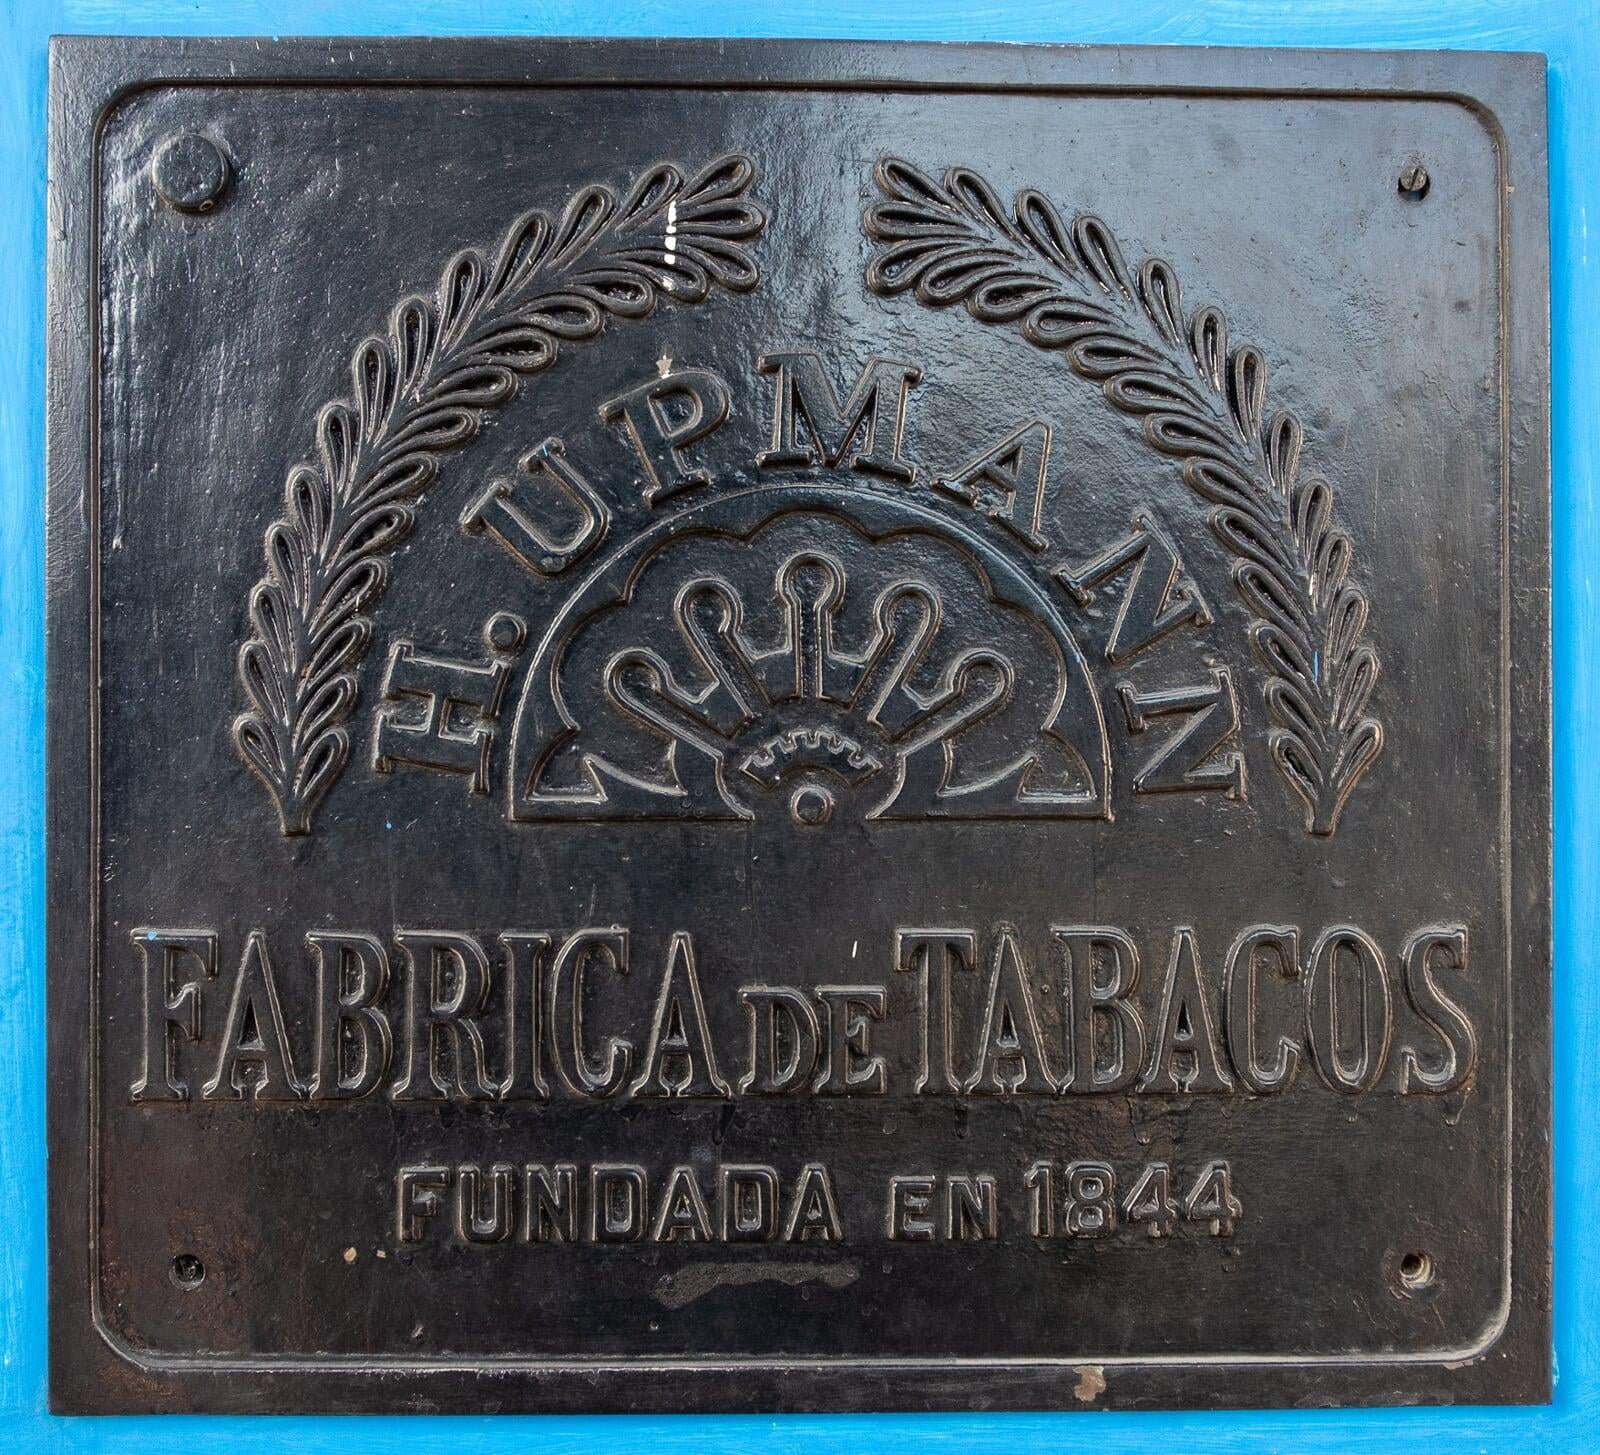 H. UPMANN
FABRICA DE TABACOS
FUNDADA EN 1844